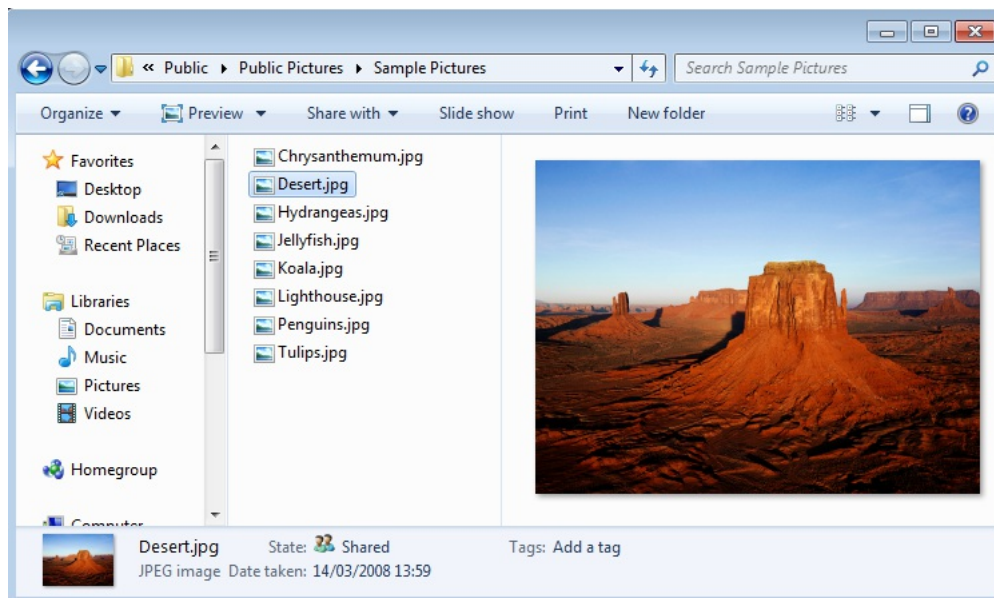 « Public ▸ Public Pictures ▸ Sample Pictures
Search Sample Pictures
Organize Preview Share with Slide show Print New folder
Favorites
Desktop
Downloads
Recent Places
Libraries
Documents
Music
Pictures
Videos
Homegroup
Computer
Chrysanthemum.jpg
Desert.jpg
Hydrangeas.jpg
Jellyfish.jpg
Koala.jpg
Lighthouse.jpg
Penguins.jpg
Tulips.jpg
Desert.jpg State: Shared Tags: Add a tag
JPEG image Date taken: 14/03/2008 13:59